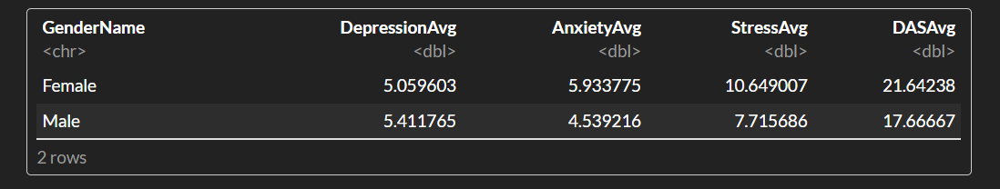 GenderName DepressionAvg AnxietyAvg StressAvg DASAvg
<chr> <dbl> <dbl> <dbl> <dbl>
Female 5.059603 5.933775 10.649007 21.64238
Male 5.411765 4.539216 7.715686 17.66667
2 rows